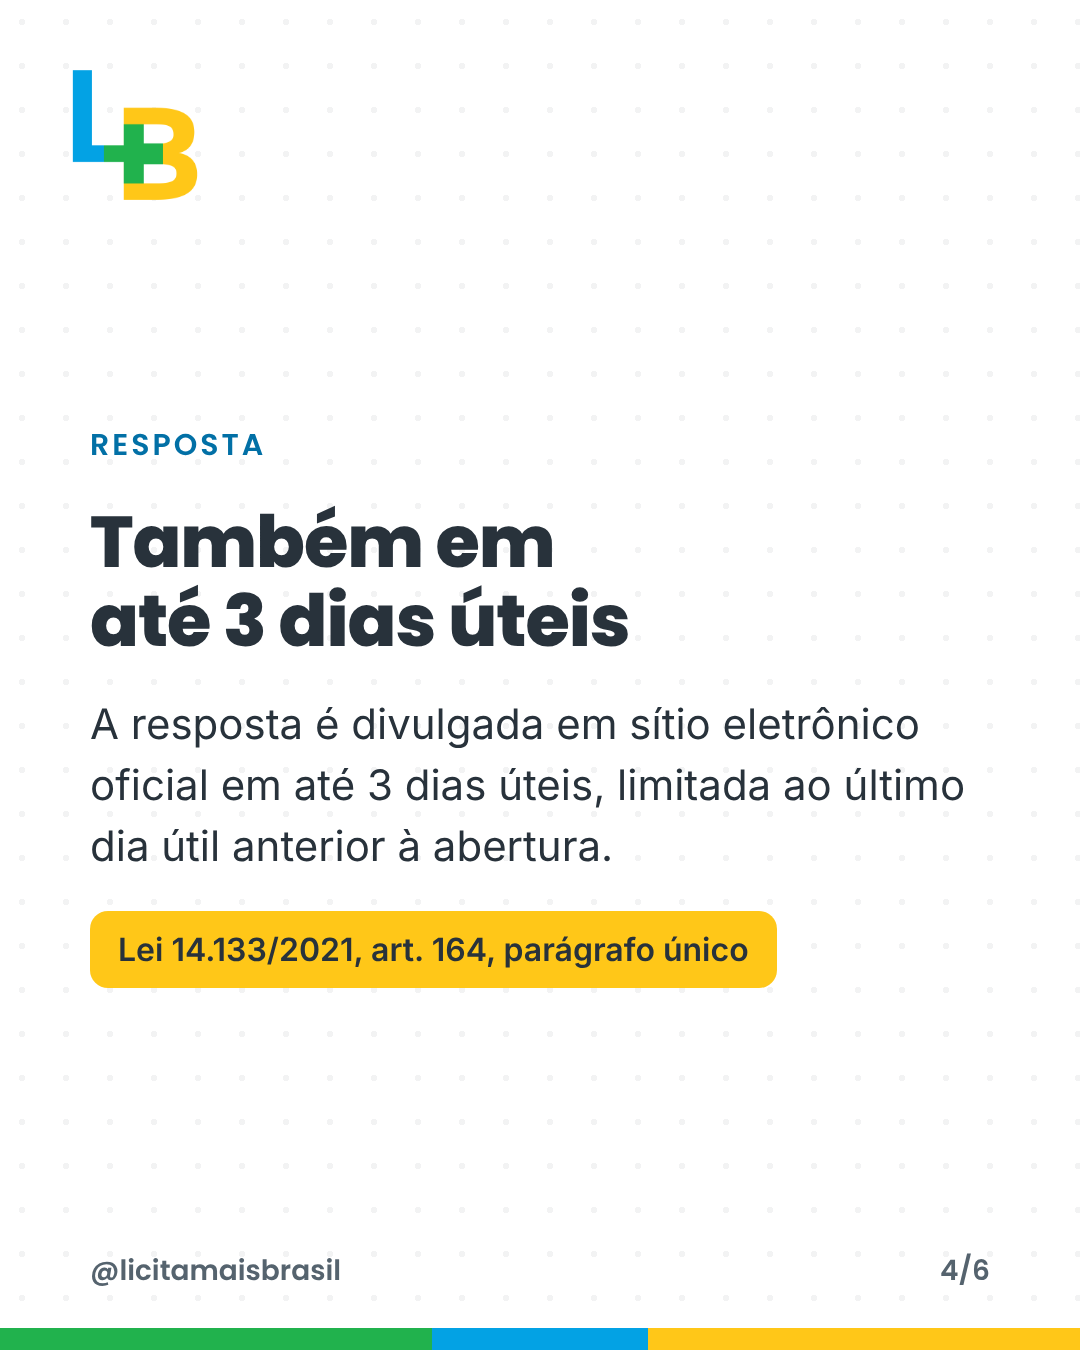 L+B
RESPOSTA
Também em
até 3 dias úteis
A resposta é divulgada em sítio eletrônico
oficial em até 3 dias úteis, limitada ao último
dia útil anterior à abertura.
Lei 14.133/2021, art. 164, parágrafo único
@licitamaisbrasil
4/6